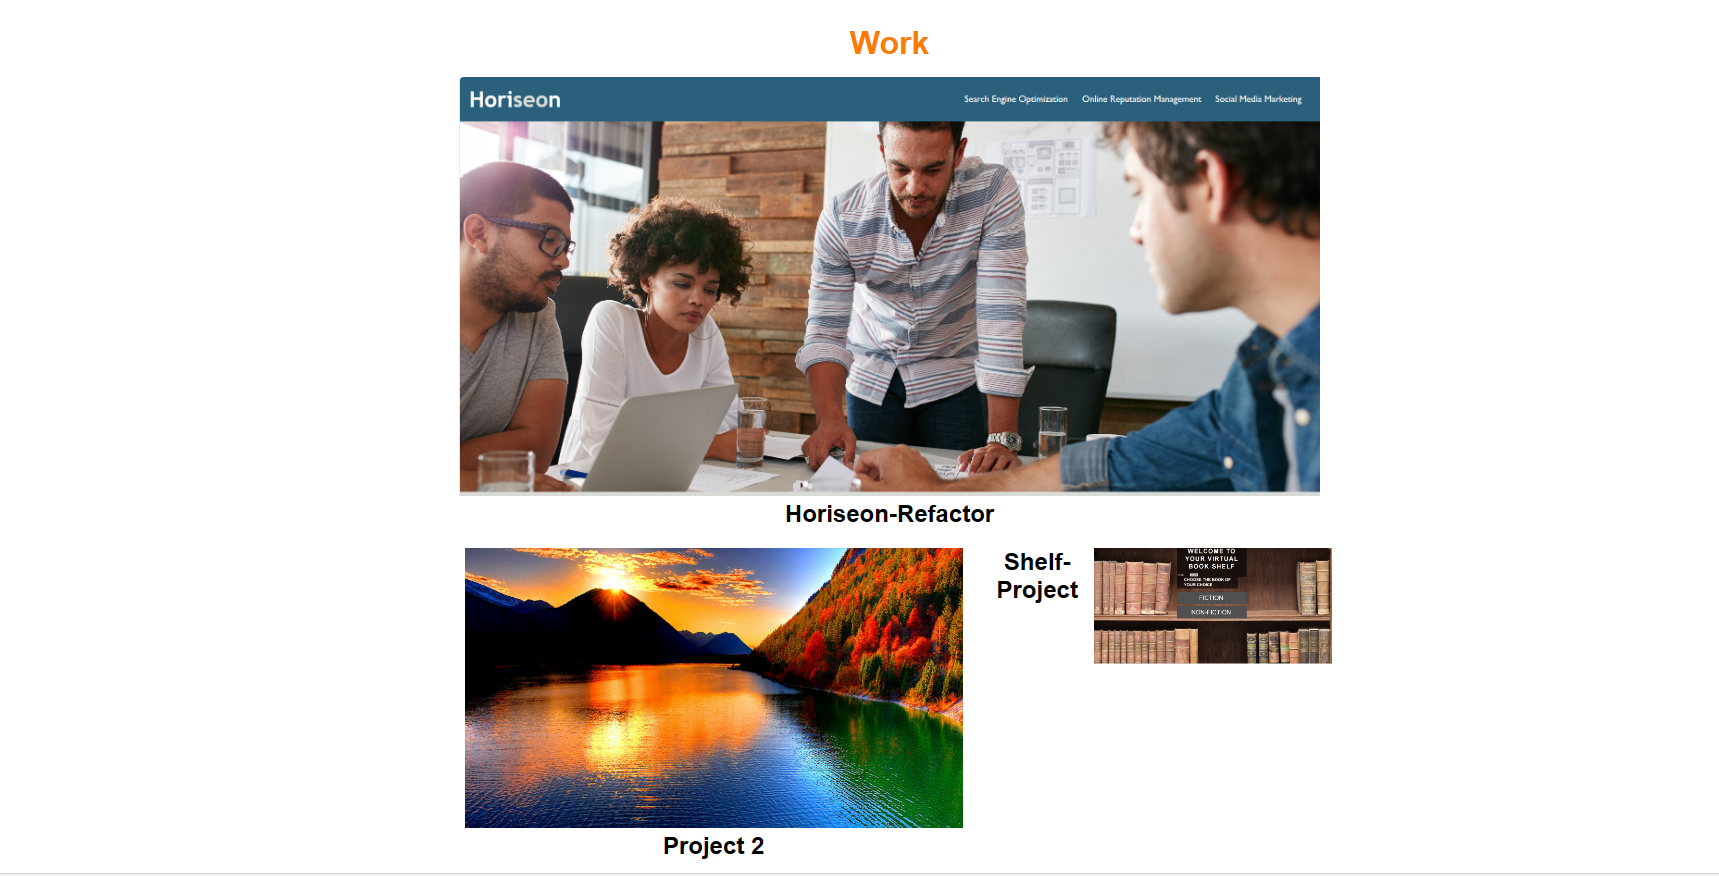 Work
Horiseon
Search Engine Optimization Online Reputation Management Social Media Marketing
Horiseon-Refactor
Shelf-
Project
WELCOME TO
YOUR VIRTUAL
BOOK SHELF
CHOOSE THE BOOK OF
YOUR CHOICE
FICTION
NON-FICTION
Project 2